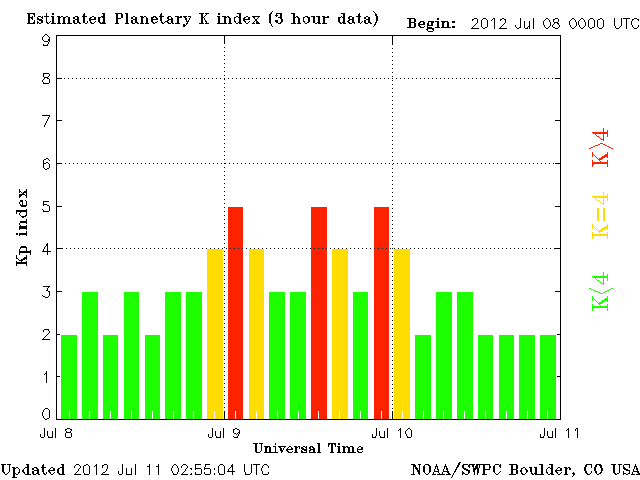 Estimated Planetary K index (3 hour data)
Begin: 2012 Jul 08 0000 UTC
9
8
7
6
5
4
3
2
1
0
Kp index
K>4
K=4
K<4
Jul 8
Jul 9
Jul 10
Jul 11
Universal Time
Updated 2012 Jul 11 02:55:04 UTC
NOAA/SWPC Boulder, CO USA